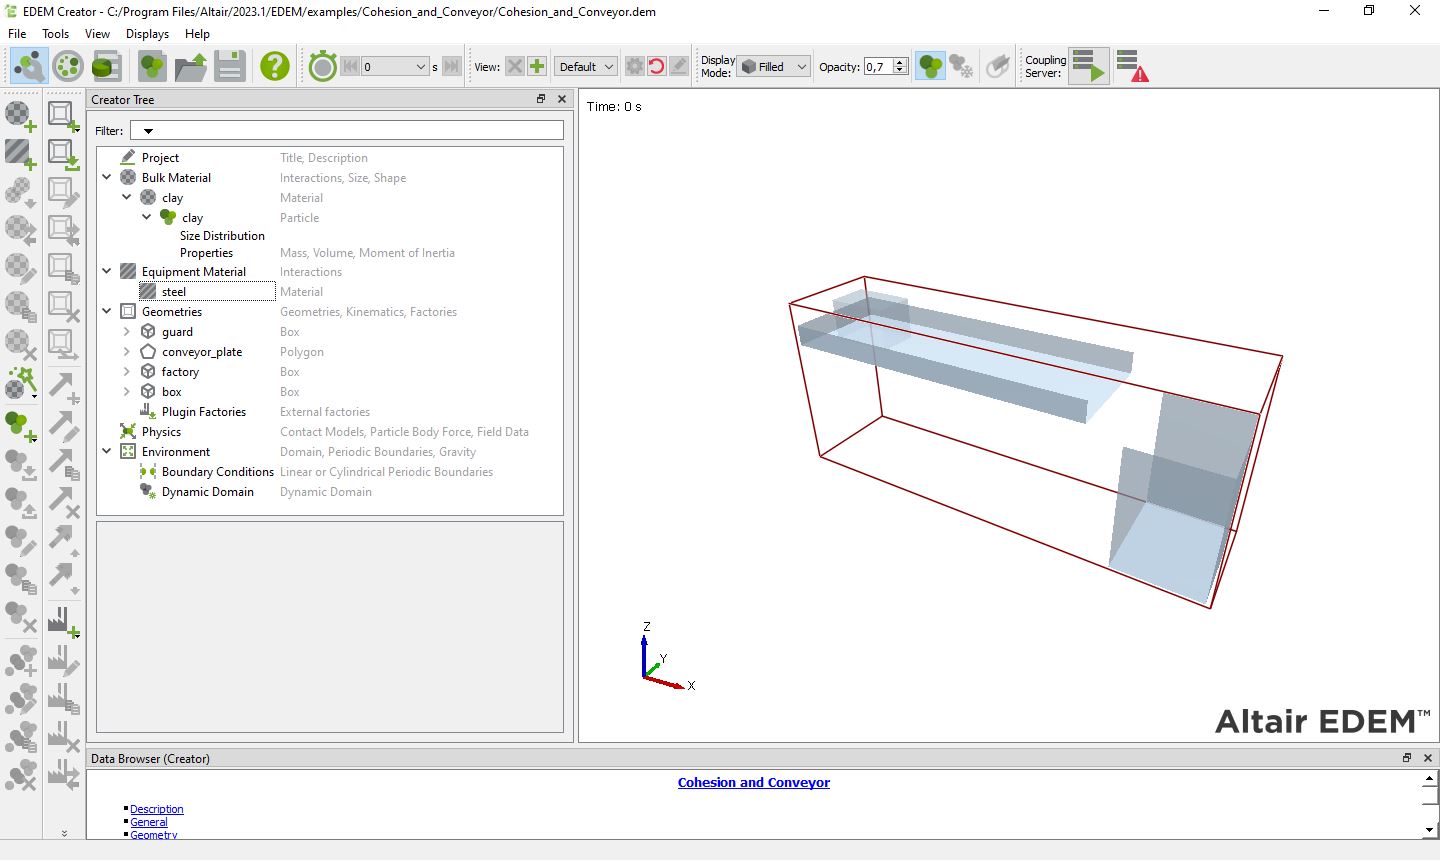 EDEM Creator - C:/Program Files/Altair/2023.1/EDEM/examples/Cohesion_and_Conveyor/Cohesion_and_Conveyor.dem
File Tools View Displays Help
0 s View: Default Display Mode: Filled Opacity: 0,7 Coupling Server:
Creator Tree
Filter:
Project Title, Description
Bulk Material Interactions, Size, Shape
clay Material
clay Particle
Size Distribution
Properties Mass, Volume, Moment of Inertia
Equipment Material Interactions
steel Material
Geometries Geometries, Kinematics, Factories
guard Box
conveyor_plate Polygon
factory Box
box Box
Plugin Factories External factories
Physics Contact Models, Particle Body Force, Field Data
Environment Domain, Periodic Boundaries, Gravity
Boundary Conditions Linear or Cylindrical Periodic Boundaries
Dynamic Domain Dynamic Domain
Time: 0 s
Z
Y
X
Altair EDEM™
Data Browser (Creator)
Cohesion and Conveyor
Description
General
Geometry